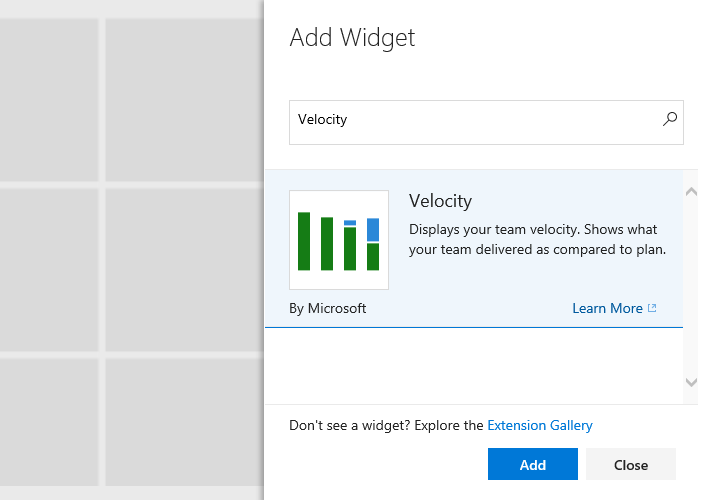 Add Widget
Velocity
Velocity
Displays your team velocity. Shows what
your team delivered as compared to plan.
By Microsoft
Learn More
Don't see a widget? Explore the Extension Gallery
Add
Close